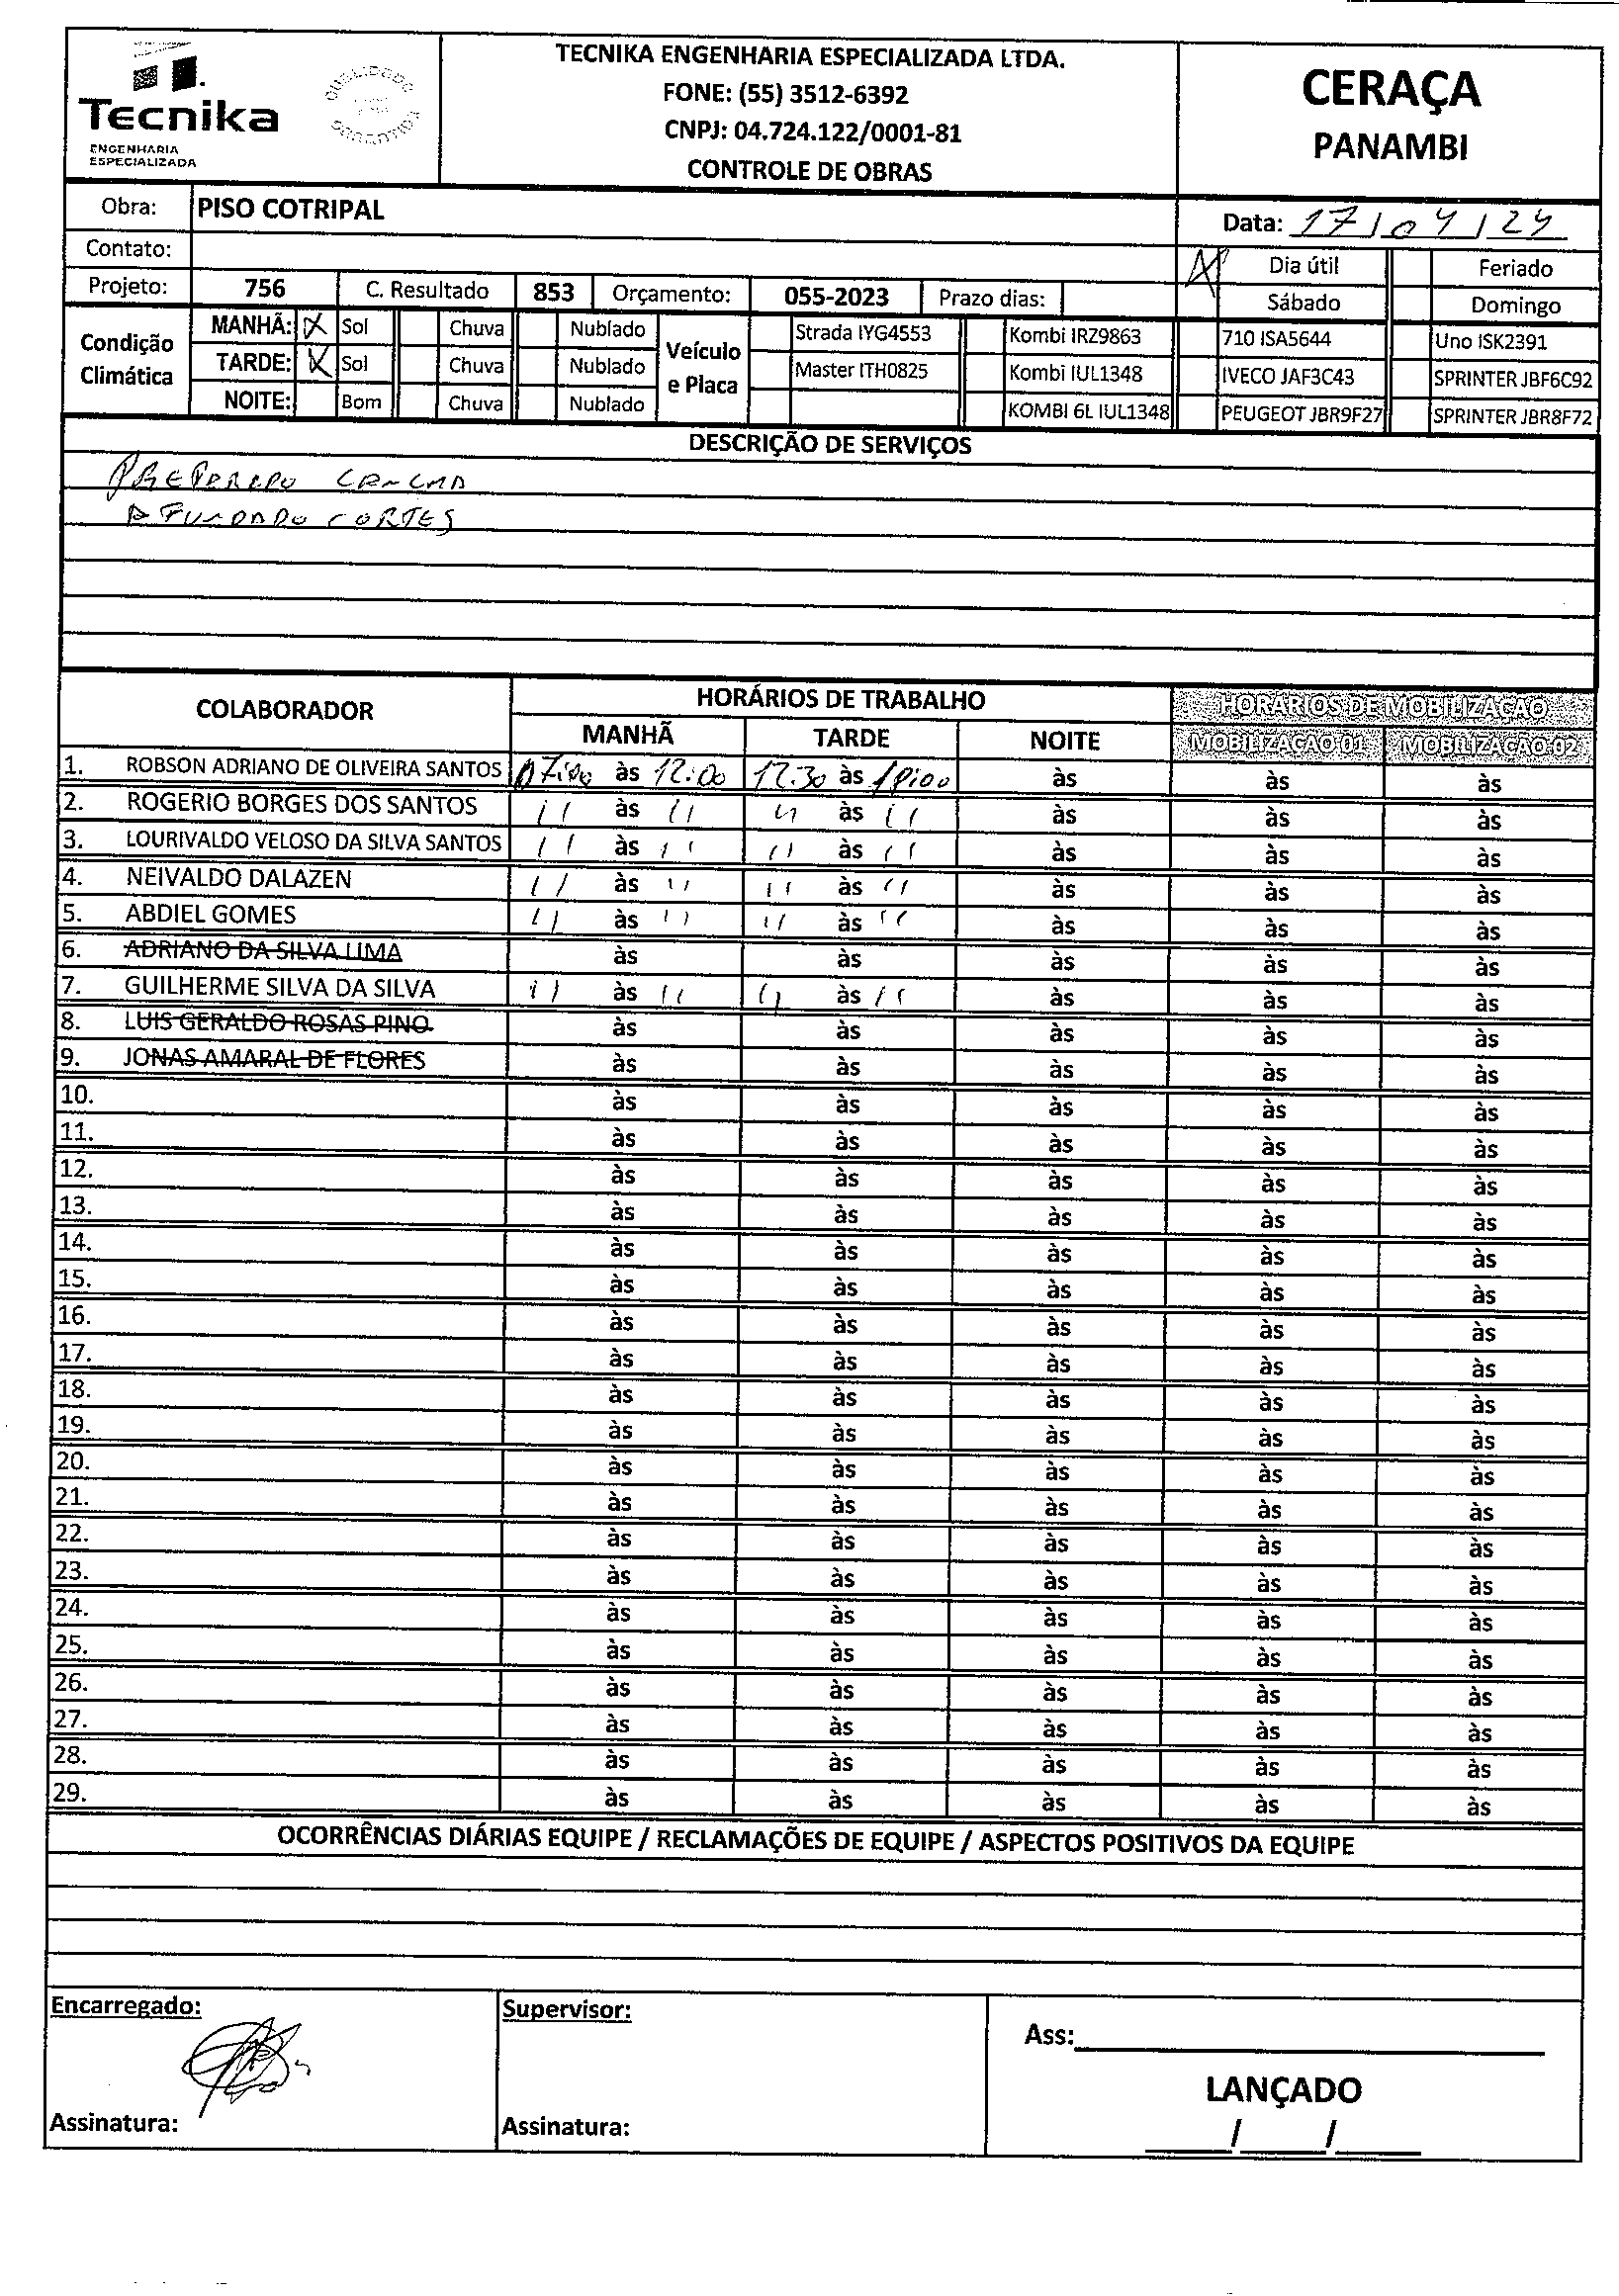 Tecnika
ENGENHARIA
ESPECIALIZADA
TECNIKA ENGENHARIA ESPECIALIZADA LTDA.
FONE: (55) 3512-6392
CNPJ: 04.724.122/0001-81
CONTROLE DE OBRAS
CERAÇA
PANAMBI
Obra: PISO COTRIPAL
Data: 17/04/24
Contato:
X Dia útil Feriado
Projeto: 756 C. Resultado 853 Orçamento: 055-2023 Prazo dias:
Sábado Domingo
Condição Climática
MANHÃ: X Sol Chuva Nublado
TARDE: X Sol Chuva Nublado
NOITE: Bom Chuva Nublado
Veículo e Placa
Strada IYG4553 Kombi IRZ9863 710 ISA5644 Uno ISK2391
Master ITH0825 Kombi IUL1348 IVECO JAF3C43 SPRINTER JBF6C92
KOMBI 6L IUL1348 PEUGEOT JBR9F27 SPRINTER JBR8F72
DESCRIÇÃO DE SERVIÇOS
CORTES
COLABORADOR HORÁRIOS DE TRABALHO HORÁRIOS DE MOBILIZAÇÃO
MANHÃ TARDE NOITE MOBILIZAÇÃO 01 MOBILIZAÇÃO 02
1. ROBSON ADRIANO DE OLIVEIRA SANTOS 07:00 às 12:00 12:30 às 18:00 às às às
2. ROGERIO BORGES DOS SANTOS '' às '' '' às '' às às às
3. LOURIVALDO VELOSO DA SILVA SANTOS '' às '' '' às '' às às às
4. NEIVALDO DALAZEN '' às '' '' às '' às às às
5. ABDIEL GOMES '' às '' '' às '' às às às
6. ADRIANO DA SILVA LIMA às às às às às
7. GUILHERME SILVA DA SILVA '' às '' '' às '' às às às
8. LUIS GERALDO ROSAS PINO às às às às às
9. JONAS AMARAL DE FLORES às às às às às
10. às às às às às
11. às às às às às
12. às às às às às
13. às às às às às
14. às às às às às
15. às às às às às
16. às às às às às
17. às às às às às
18. às às às às às
19. às às às às às
20. às às às às às
21. às às às às às
22. às às às às às
23. às às às às às
24. às às às às às
25. às às às às às
26. às às às às às
27. às às às às às
28. às às às às às
29. às às às às às
OCORRÊNCIAS DIÁRIAS EQUIPE / RECLAMAÇÕES DE EQUIPE / ASPECTOS POSITIVOS DA EQUIPE
Encarregado: Supervisor:
Ass:
LANÇADO
Assinatura: Assinatura: / /